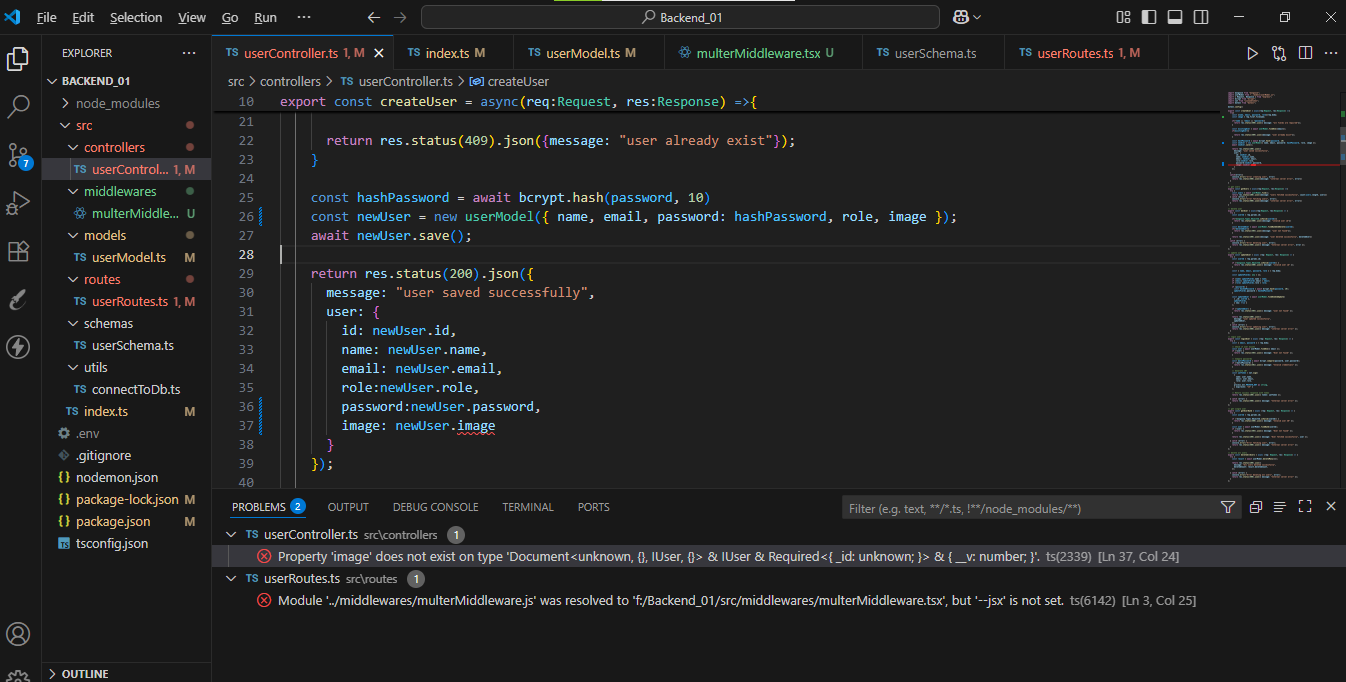 File Edit Selection View Go Run ··· Backend_01
EXPLORER ···
BACKEND_01
node_modules
src
controllers
TS userControl... 1, M
middlewares
multerMiddle... U
models
TS userModel.ts M
routes
TS userRoutes.ts 1, M
schemas
TS userSchema.ts
utils
TS connectToDb.ts
TS index.ts M
.env
.gitignore
{} nodemon.json
{} package-lock.json M
{} package.json M
TS tsconfig.json
OUTLINE
7
TS userController.ts 1, M TS index.ts M TS userModel.ts M multerMiddleware.tsx U TS userSchema.ts TS userRoutes.ts 1, M
src > controllers > TS userController.ts > createUser
10 export const createUser = async(req:Request, res:Response) =>{
21
22 return res.status(409).json({message: "user already exist"});
23 }
24
25 const hashPassword = await bcrypt.hash(password, 10)
26 const newUser = new userModel({ name, email, password: hashPassword, role, image });
27 await newUser.save();
28
29 return res.status(200).json({
30 message: "user saved successfully",
31 user: {
32 id: newUser.id,
33 name: newUser.name,
34 email: newUser.email,
35 role:newUser.role,
36 password:newUser.password,
37 image: newUser.image
38 }
39 });
40
PROBLEMS 2 OUTPUT DEBUG CONSOLE TERMINAL PORTS Filter (e.g. text, **/*.ts, !**/node_modules/**)
TS userController.ts src\controllers 1
Property 'image' does not exist on type 'Document<unknown, {}, IUser, {}> & IUser & Required<{ _id: unknown; }> & { __v: number; }'. ts(2339) [Ln 37, Col 24]
TS userRoutes.ts src\routes 1
Module '../middlewares/multerMiddleware.js' was resolved to 'f:/Backend_01/src/middlewares/multerMiddleware.tsx', but '--jsx' is not set. ts(6142) [Ln 3, Col 25]